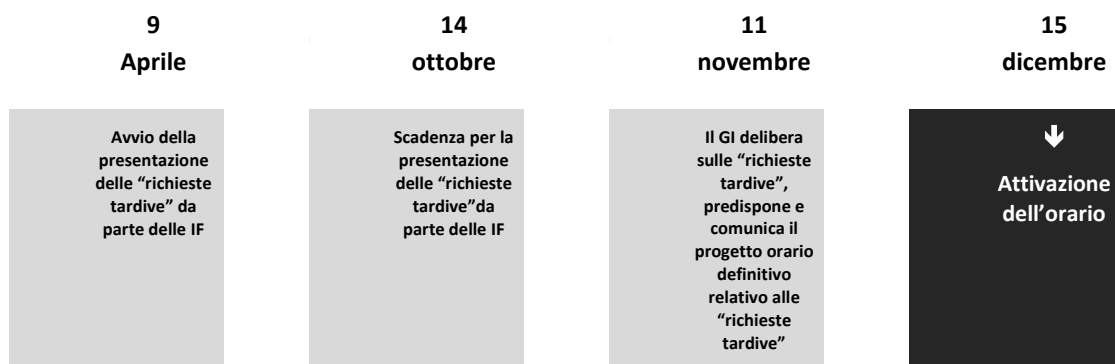 9
Aprile
14
ottobre
11
novembre
15
dicembre
Avvio della
presentazione
delle “richieste
tardive” da
parte delle IF
Scadenza per la
presentazione
delle “richieste
tardive”da
parte delle IF
Il GI delibera
sulle “richieste
tardive”,
predispone e
comunica il
progetto orario
definitivo
relativo alle
“richieste
tardive”
Attivazione
dell’orario